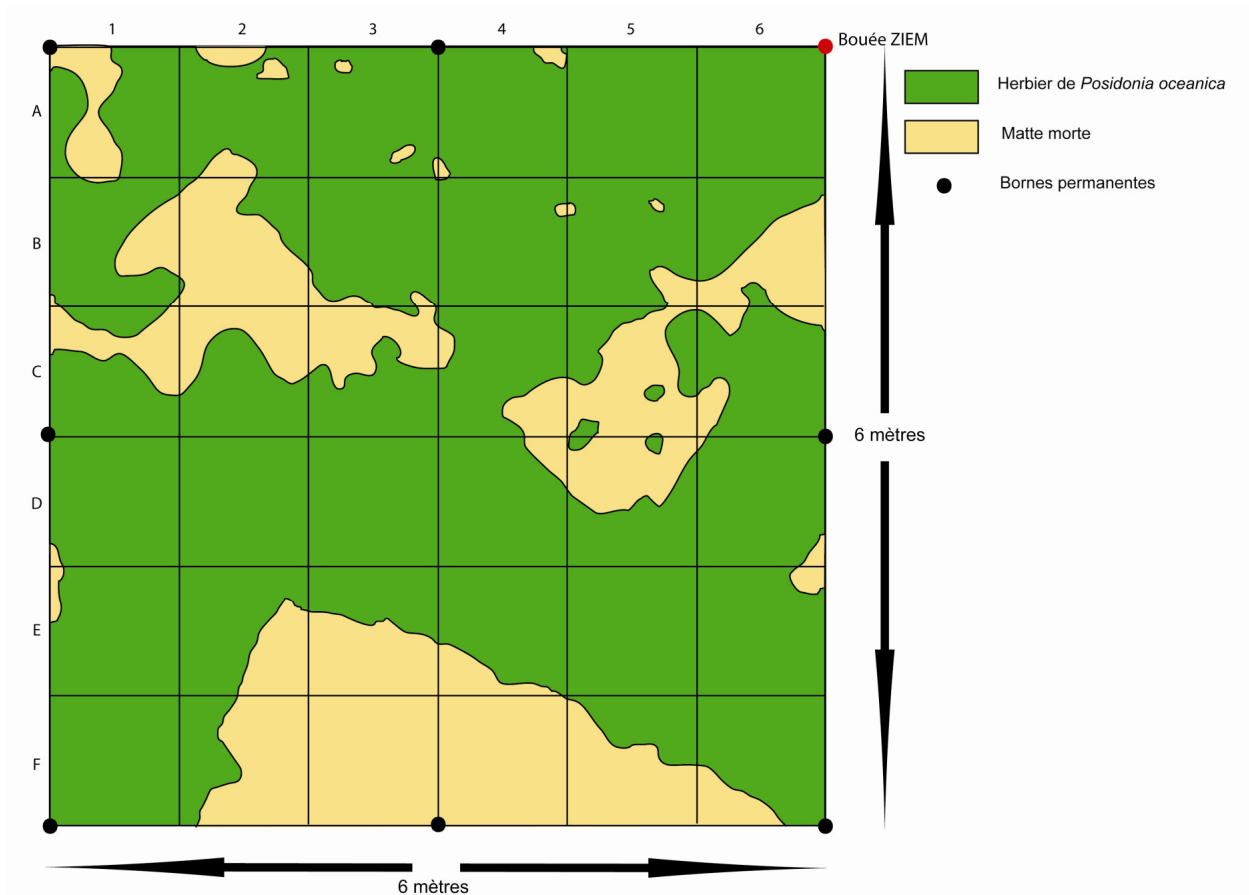 1 2 3 4 5 6
Bouée ZIEM
Herbier de Posidonia oceanica
A
Matte morte
Bornes permanentes
B
C
6 mètres
D
E
F
6 mètres